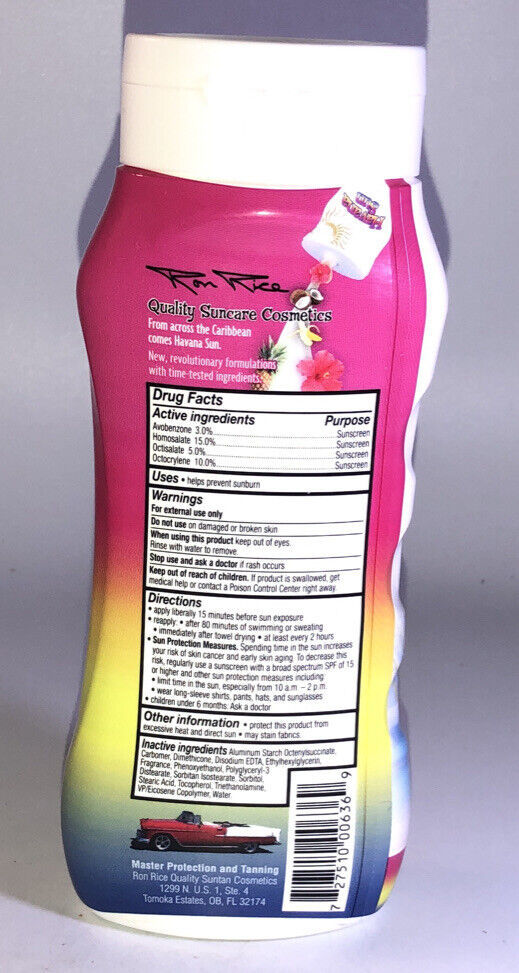 Havana Sun
Ron Rice
Quality Suncare Cosmetics
From across the Caribbean
comes Havana Sun.
New, revolutionary formulations
with time-tested ingredients.
Drug Facts
Active ingredients Purpose
Avobenzone 3.0% Sunscreen
Homosalate 15.0% Sunscreen
Octisalate 5.0% Sunscreen
Octocrylene 10.0% Sunscreen
Uses • helps prevent sunburn
Warnings
For external use only
Do not use on damaged or broken skin
When using this product keep out of eyes.
Rinse with water to remove.
Stop use and ask a doctor if rash occurs
Keep out of reach of children. If product is swallowed, get
medical help or contact a Poison Control Center right away.
Directions
• apply liberally 15 minutes before sun exposure
• reapply: • after 80 minutes of swimming or sweating
• immediately after towel drying • at least every 2 hours
• Sun Protection Measures. Spending time in the sun increases
your risk of skin cancer and early skin aging. To decrease this
risk, regularly use a sunscreen with a broad spectrum SPF of 15
or higher and other sun protection measures including:
• limit time in the sun, especially from 10 a.m. - 2 p.m.
• wear long-sleeve shirts, pants, hats, and sunglasses
• children under 6 months: Ask a doctor
Other information • protect this product from
excessive heat and direct sun • may stain fabrics.
Inactive ingredients Aluminum Starch Octenylsuccinate,
Carbomer, Dimethicone, Disodium EDTA, Ethylhexylglycerin,
Fragrance, Phenoxyethanol, Polyglyceryl-3
Distearate, Sorbitan Isostearate, Sorbitol,
Stearic Acid, Tocopherol, Triethanolamine,
VP/Eicosene Copolymer, Water
7 27510 00636 9
Master Protection and Tanning
Ron Rice Quality Suntan Cosmetics
1299 N. U.S. 1, Ste. 4
Tomoka Estates, OB, FL 32174